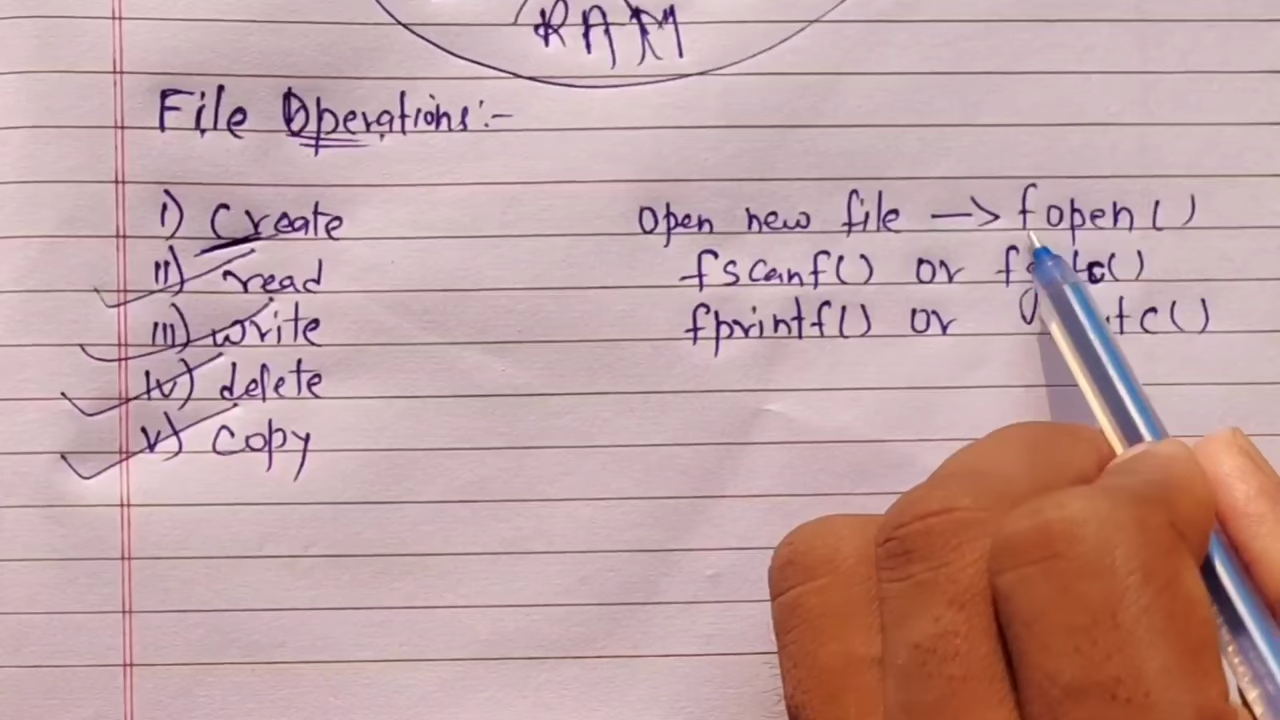 RAM
File Operations:-
i) Create
ii) read
iii) write
iv) delete
v) copy
Open new file -> fopen()
fscanf() or
fprintf() or